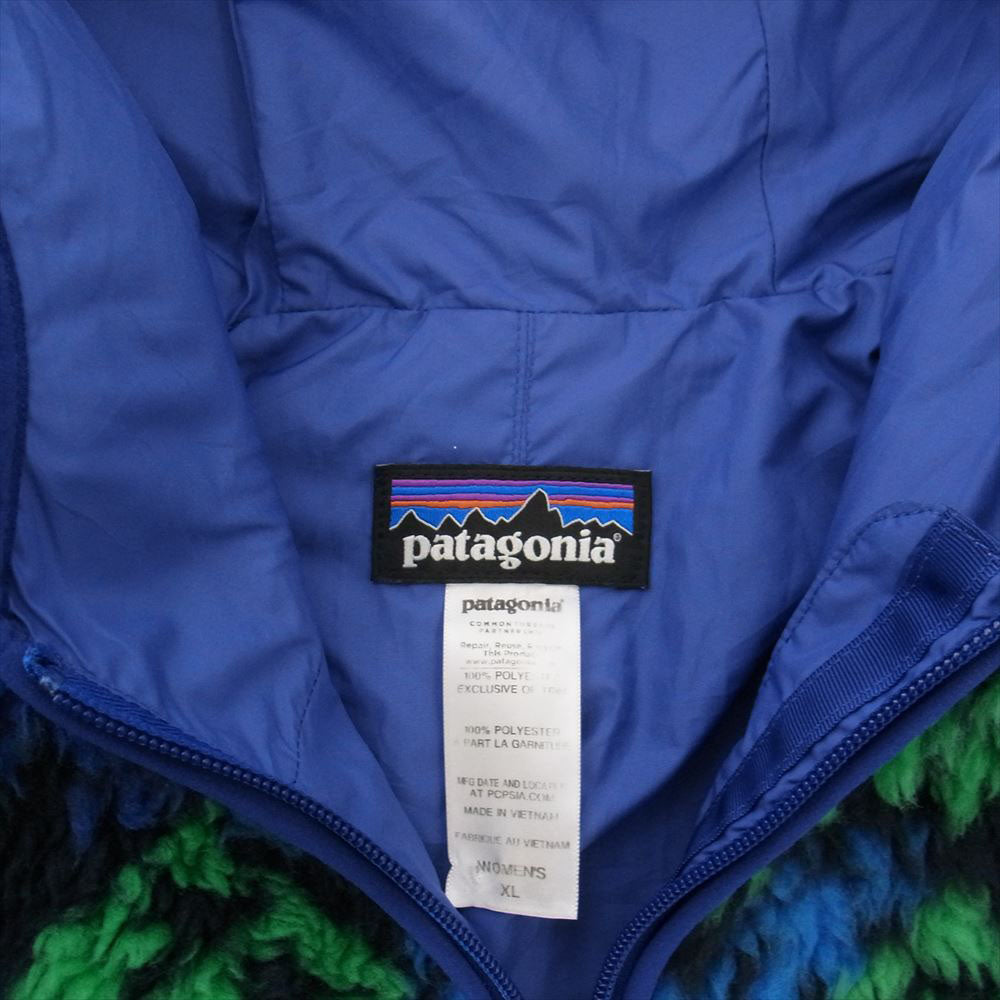 patagonia®
patagonia®
COMMON THREADS
PARTNERSHIP
Repair, Reuse,
This Product
www.patagonia
100% POLYESTER
EXCLUSIVE OF TRIM
100% POLYESTER
À PART LA GARNITURE
MFG DATE AND LOCALE
AT PCPSIA.COM
MADE IN VIETNAM
FABRIQUÉ AU VIETNAM
WOMEN'S
XL